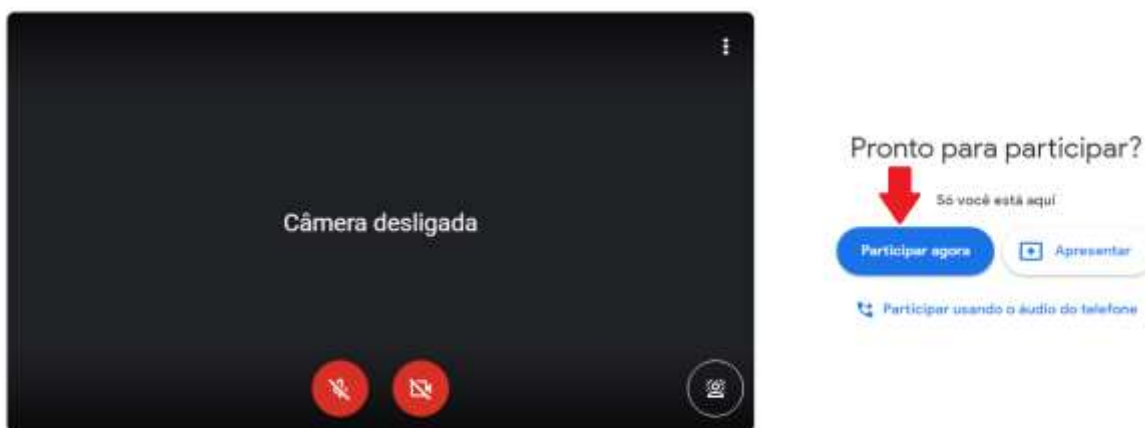 Câmera desligada
Pronto para participar?
Só você está aqui
Participar agora
Apresentar
Participar usando o áudio do telefone